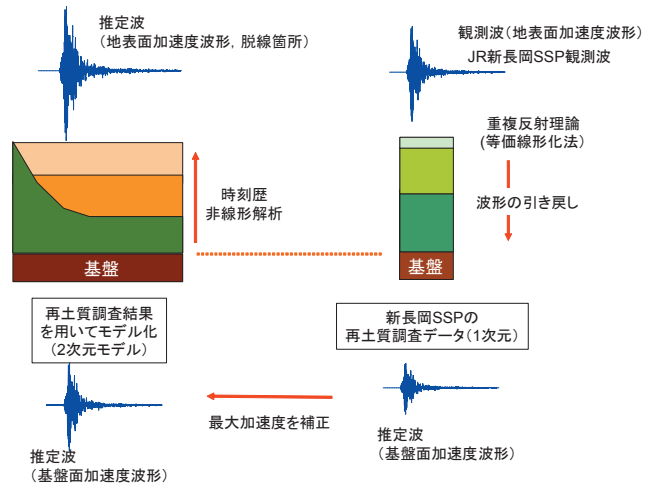 推定波
(地表面加速度波形, 脱線箇所)
観測波(地表面加速度波形)
JR新長岡SSP観測波
重複反射理論
(等価線形化法)
時刻歴
非線形解析
波形の引き戻し
基盤
基盤
再土質調査結果
を用いてモデル化
(2次元モデル)
新長岡SSPの
再土質調査データ(1次元)
最大加速度を補正
推定波
(基盤面加速度波形)
推定波
(基盤面加速度波形)